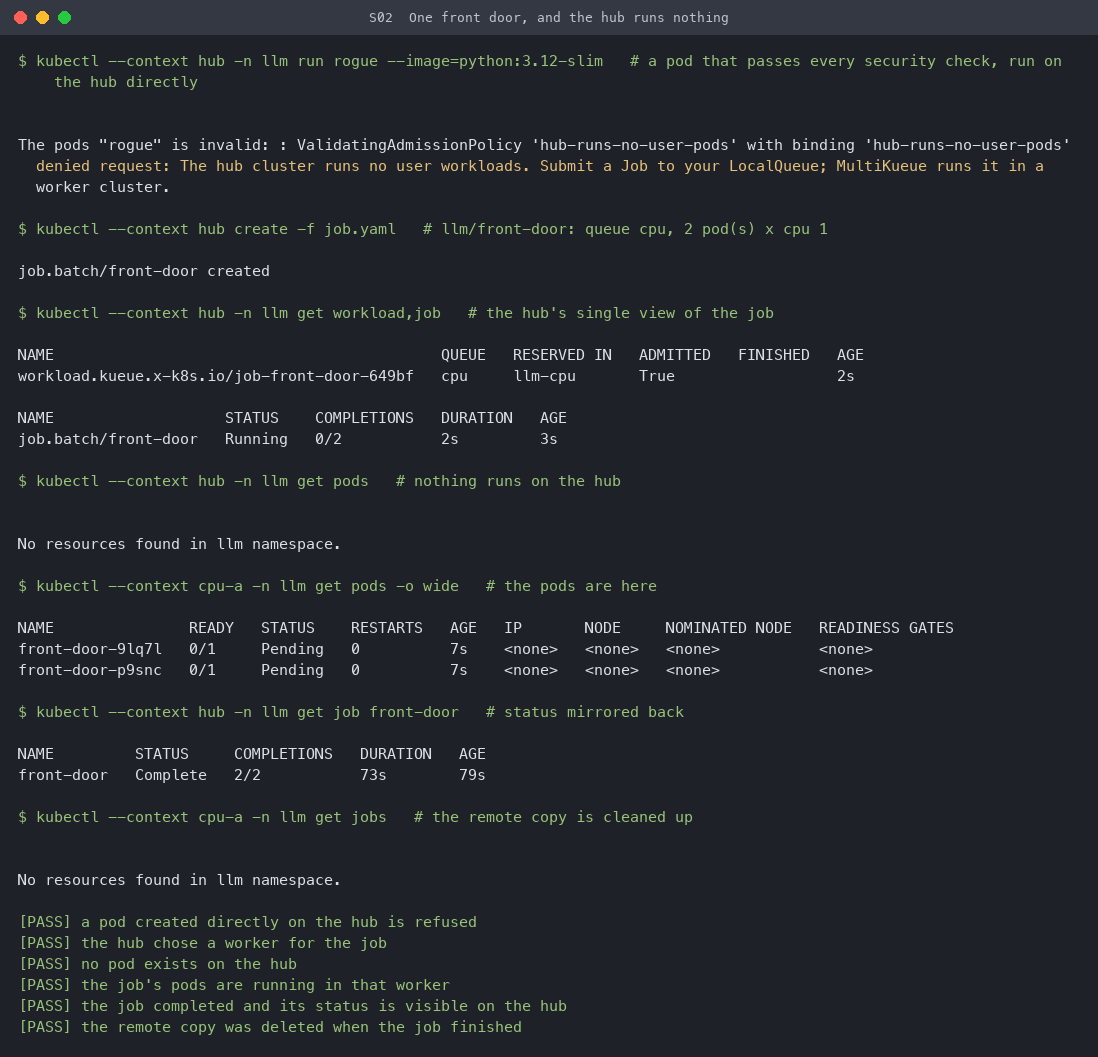 S02  One front door, and the hub runs nothing
$ kubectl --context hub -n llm run rogue --image=python:3.12-slim   # a pod that passes every security check, run on
the hub directly
The pods "rogue" is invalid: : ValidatingAdmissionPolicy 'hub-runs-no-user-pods' with binding 'hub-runs-no-user-pods'
denied request: The hub cluster runs no user workloads. Submit a Job to your LocalQueue; MultiKueue runs it in a
worker cluster.
$ kubectl --context hub create -f job.yaml   # llm/front-door: queue cpu, 2 pod(s) x cpu 1
job.batch/front-door created
$ kubectl --context hub -n llm get workload,job   # the hub's single view of the job
NAME                                           QUEUE   RESERVED IN   ADMITTED   FINISHED   AGE
workload.kueue.x-k8s.io/job-front-door-649bf   cpu     llm-cpu       True                  2s
NAME                   STATUS    COMPLETIONS   DURATION   AGE
job.batch/front-door   Running   0/2           2s         3s
$ kubectl --context hub -n llm get pods   # nothing runs on the hub
No resources found in llm namespace.
$ kubectl --context cpu-a -n llm get pods -o wide   # the pods are here
NAME               READY   STATUS    RESTARTS   AGE   IP       NODE     NOMINATED NODE   READINESS GATES
front-door-9lq7l   0/1     Pending   0          7s    <none>   <none>   <none>           <none>
front-door-p9snc   0/1     Pending   0          7s    <none>   <none>   <none>           <none>
$ kubectl --context hub -n llm get job front-door   # status mirrored back
NAME         STATUS     COMPLETIONS   DURATION   AGE
front-door   Complete   2/2           73s        79s
$ kubectl --context cpu-a -n llm get jobs   # the remote copy is cleaned up
No resources found in llm namespace.
[PASS] a pod created directly on the hub is refused
[PASS] the hub chose a worker for the job
[PASS] no pod exists on the hub
[PASS] the job's pods are running in that worker
[PASS] the job completed and its status is visible on the hub
[PASS] the remote copy was deleted when the job finished